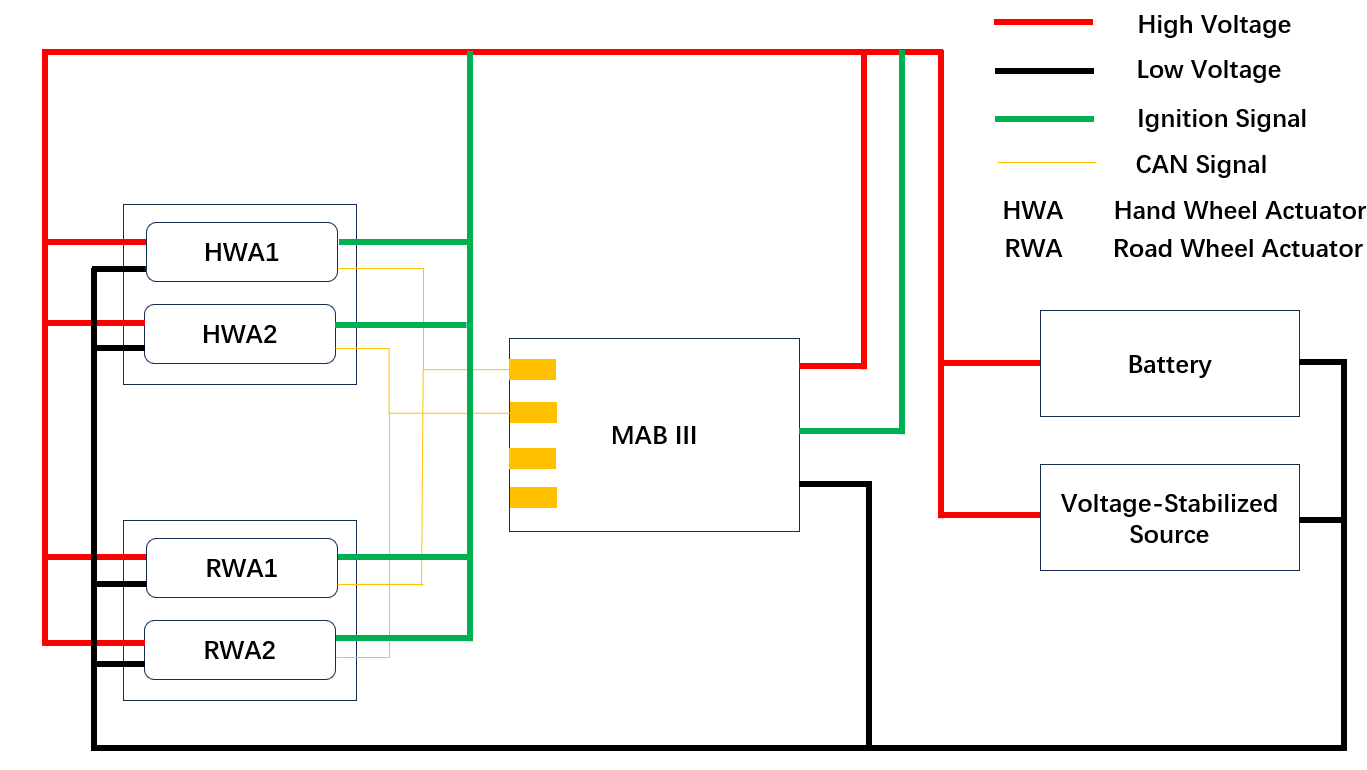 High Voltage
Low Voltage
Ignition Signal
CAN Signal
HWA Hand Wheel Actuator
RWA Road Wheel Actuator
HWA1
HWA2
MAB III
Battery
Voltage-Stabilized
Source
RWA1
RWA2